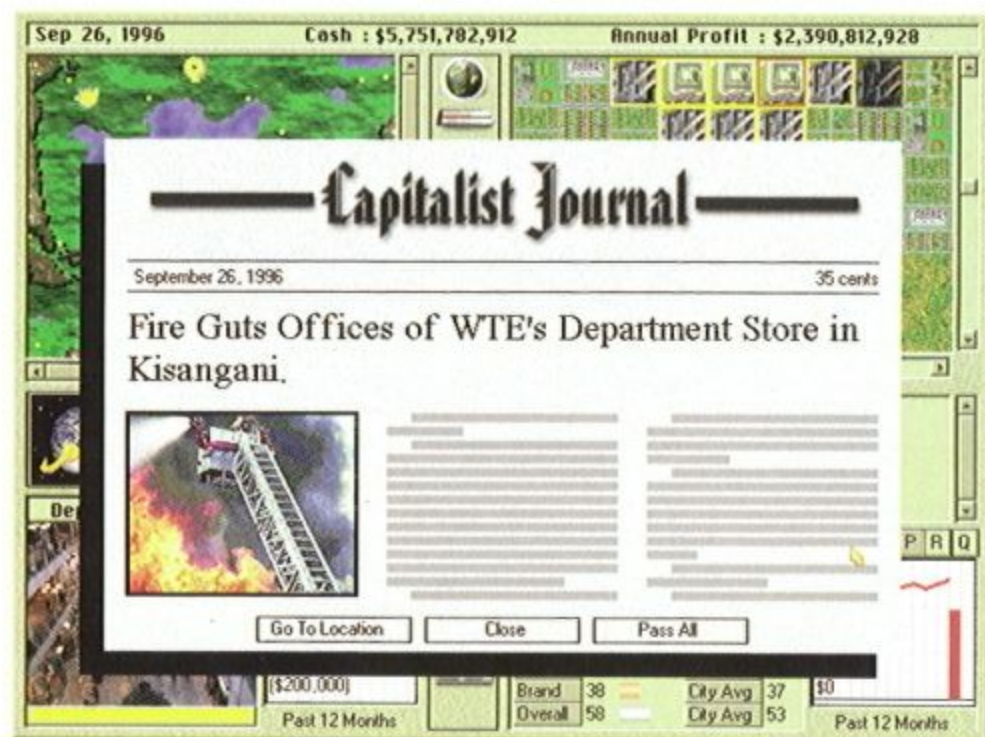 Sep 26, 1996 Cash : $5,751,782,912 Annual Profit : $2,390,812,928
Capitalist Journal
September 26, 1996 35 cents
Fire Guts Offices of WTE's Department Store in
Kisangani.
P R Q
Go To Location Close Pass All
($200,000)
Past 12 Months
Brand 38 City Avg 37
Overall 58 City Avg 53
$0
Past 12 Months